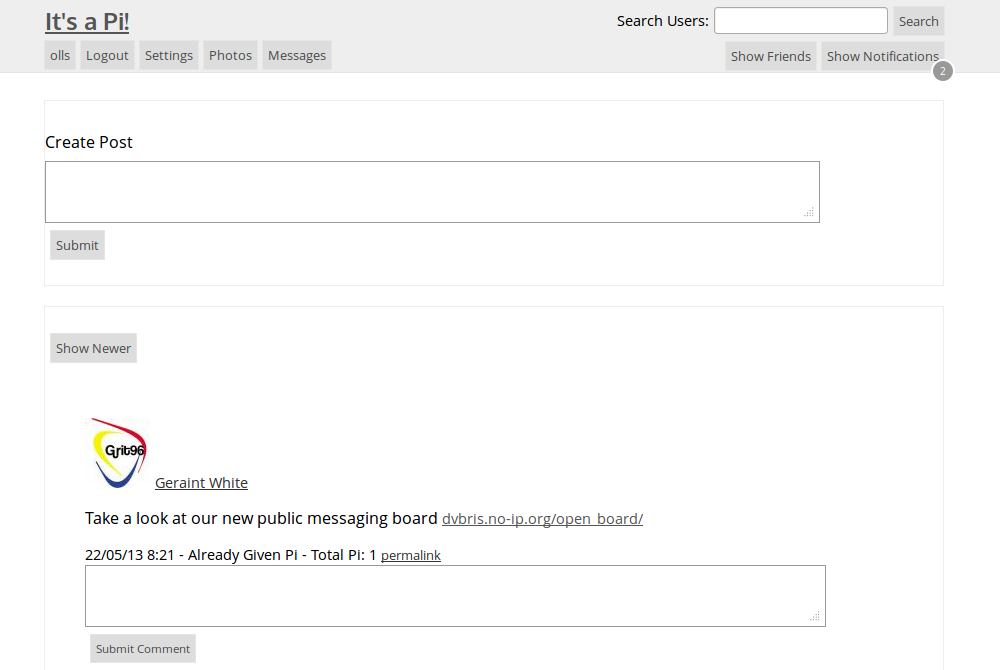 It's a Pi! Search Users: Search
olls Logout Settings Photos Messages Show Friends Show Notifications
2
Create Post
Submit
Show Newer
Grit96
Geraint White
Take a look at our new public messaging board dvbris.no-ip.org/open_board/
22/05/13 8:21 - Already Given Pi - Total Pi: 1 permalink
Submit Comment